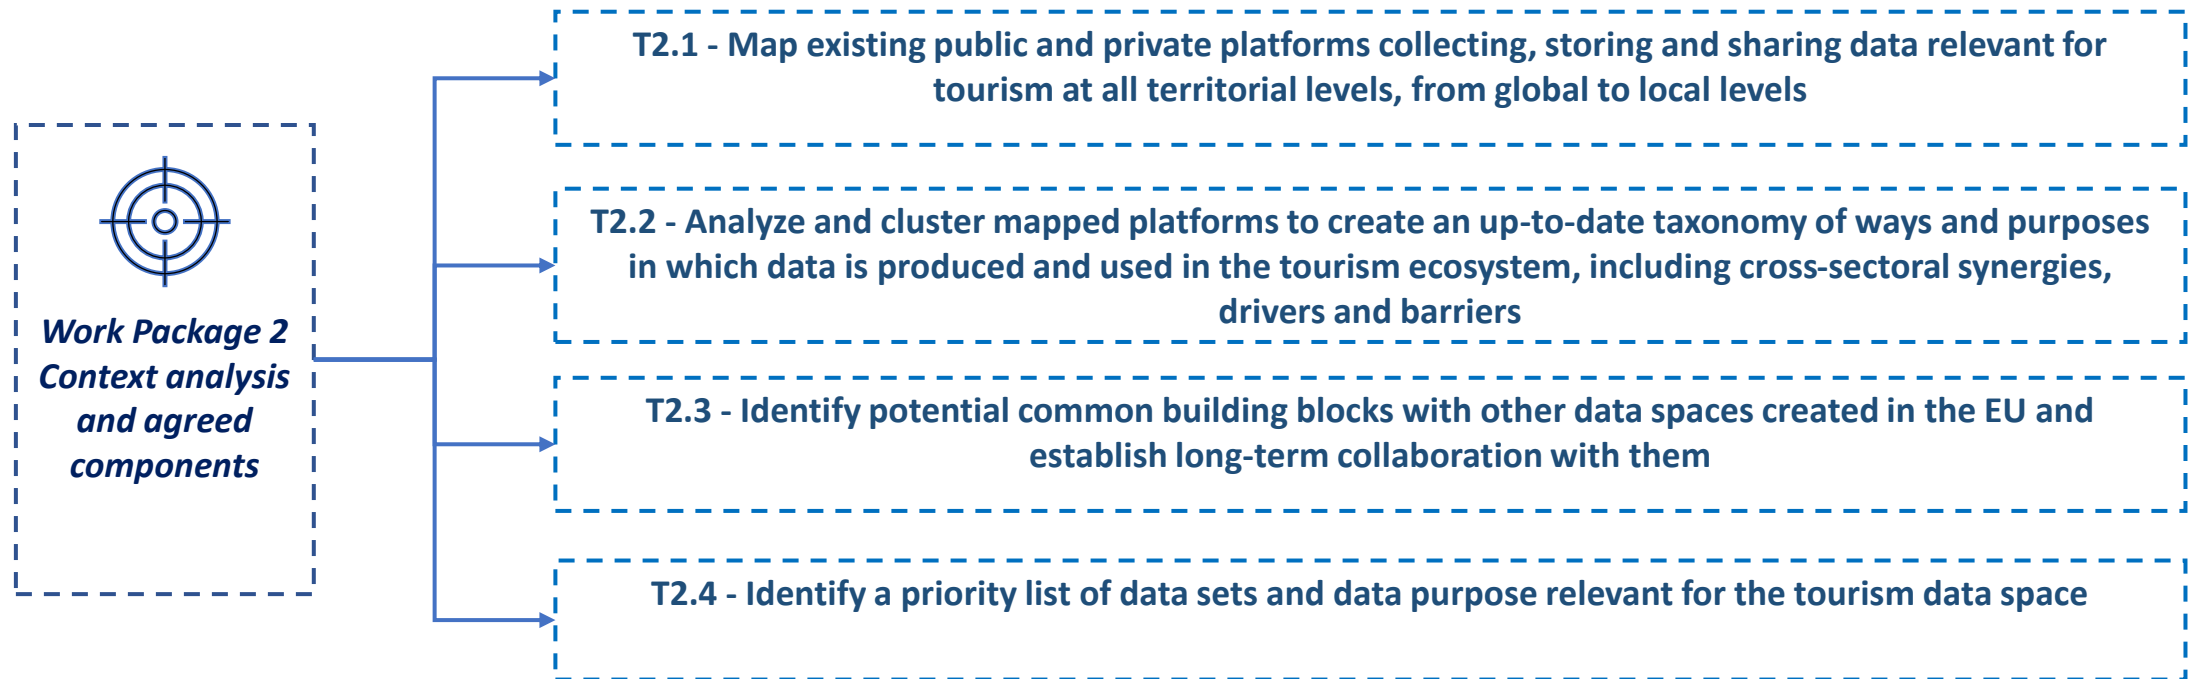 Work Package 2
Context analysis
and agreed
components
T2.1 - Map existing public and private platforms collecting, storing and sharing data relevant for
tourism at all territorial levels, from global to local levels
T2.2 - Analyze and cluster mapped platforms to create an up-to-date taxonomy of ways and purposes
in which data is produced and used in the tourism ecosystem, including cross-sectoral synergies,
drivers and barriers
T2.3 - Identify potential common building blocks with other data spaces created in the EU and
establish long-term collaboration with them
T2.4 - Identify a priority list of data sets and data purpose relevant for the tourism data space